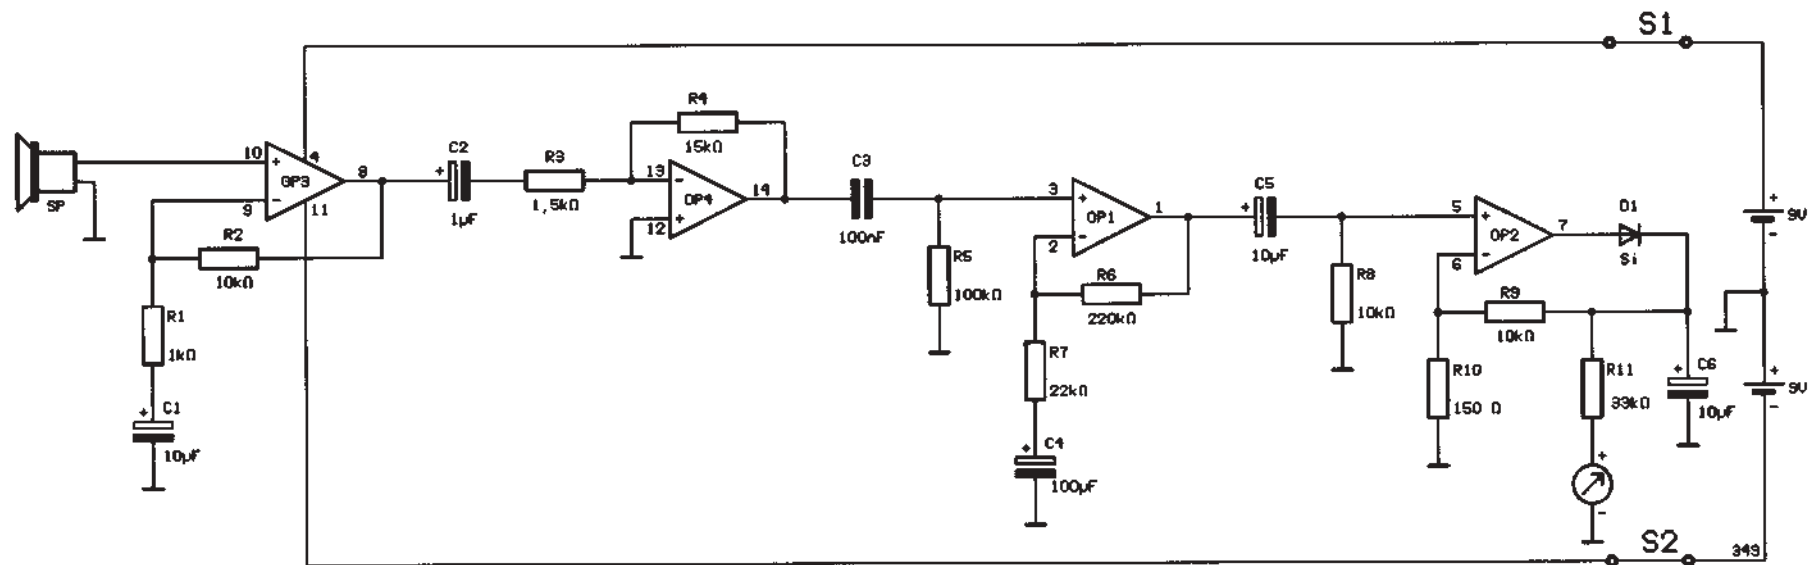 S1
SP
10
+
4
OP3
8
-
9
11
R2
10kΩ
R1
1kΩ
+
C1
10µF
C2
+
1µF
R3
1,5kΩ
R4
15kΩ
13
-
OP4
14
+
12
C3
100nF
R5
100kΩ
3
+
OP1
1
-
2
R6
220kΩ
R7
22kΩ
+
C4
100µF
C5
+
10µF
R8
10kΩ
5
+
OP2
7
-
6
D1
Si
R9
10kΩ
R10
150 Ω
R11
33kΩ
+
-
+
C6
10µF
+
9V
-
+
9V
-
S2
349